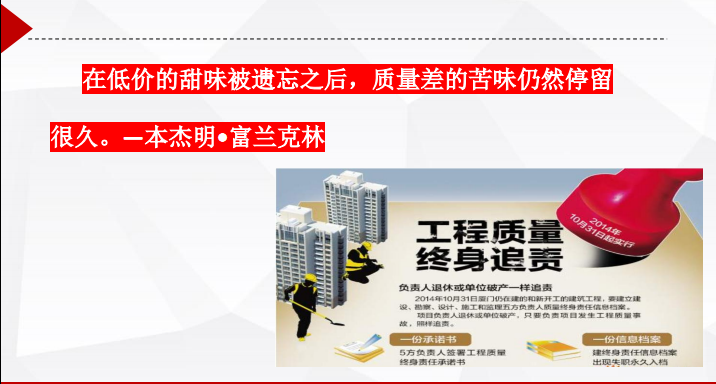 在低价的甜味被遗忘之后，质量差的苦味仍然停留
很久。—本杰明•富兰克林
2014年
10月31日起实行
工程质量
终身追责
负责人退休或单位破产一样追责
2014年10月31日厦门仍在建的和新开工的建筑工程，要建立建
设、勘察、设计、施工和监理五方负责人质量终身责任信息档案。
项目负责人退休或单位破产，只要负责项目发生工程质量事
故，照样追责。
一份承诺书
5方负责人签署工程质量
终身责任承诺书
一份信息档案
建终身责任信息档案
出现失职永久入档